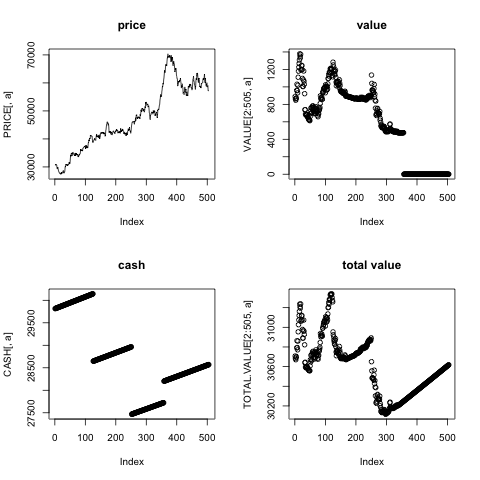 price
PRICE[, a]
70000
50000
30000
0 100 200 300 400 500
Index
value
VALUE[2:505, a]
1200
800
400
0
0 100 200 300 400 500
Index
cash
CASH[, a]
29500
28500
27500
0 100 200 300 400 500
Index
total value
TOTAL.VALUE[2:505, a]
31000
30600
30200
0 100 200 300 400 500
Index